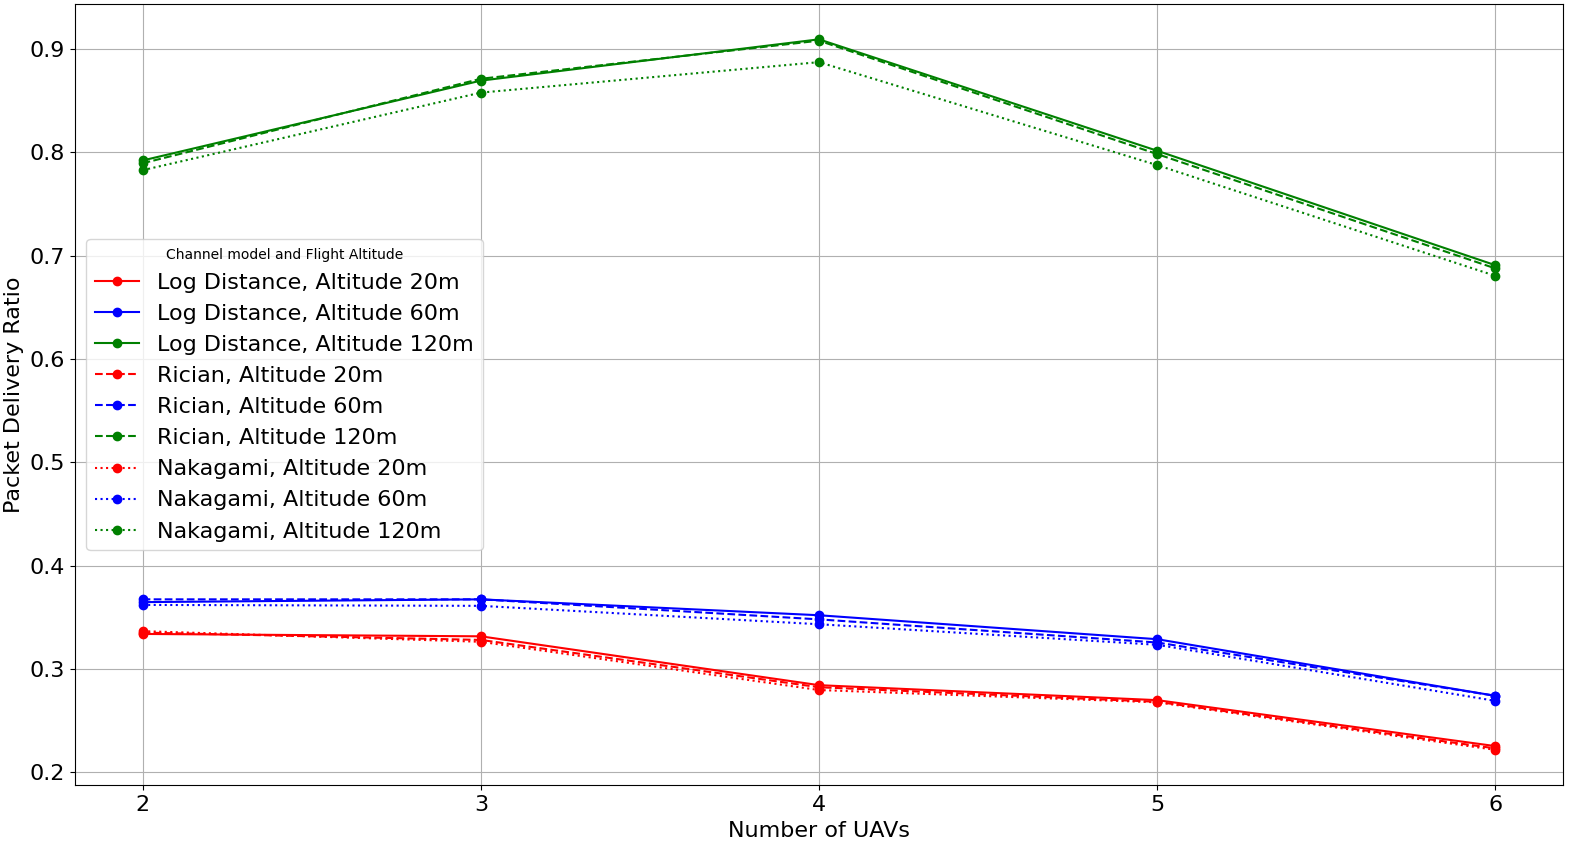 0.9
0.8
0.7
0.6
0.5
0.4
0.3
0.2
Packet Delivery Ratio
Channel model and Flight Altitude
Log Distance, Altitude 20m
Log Distance, Altitude 60m
Log Distance, Altitude 120m
Rician, Altitude 20m
Rician, Altitude 60m
Rician, Altitude 120m
Nakagami, Altitude 20m
Nakagami, Altitude 60m
Nakagami, Altitude 120m
2 3 4 5 6
Number of UAVs